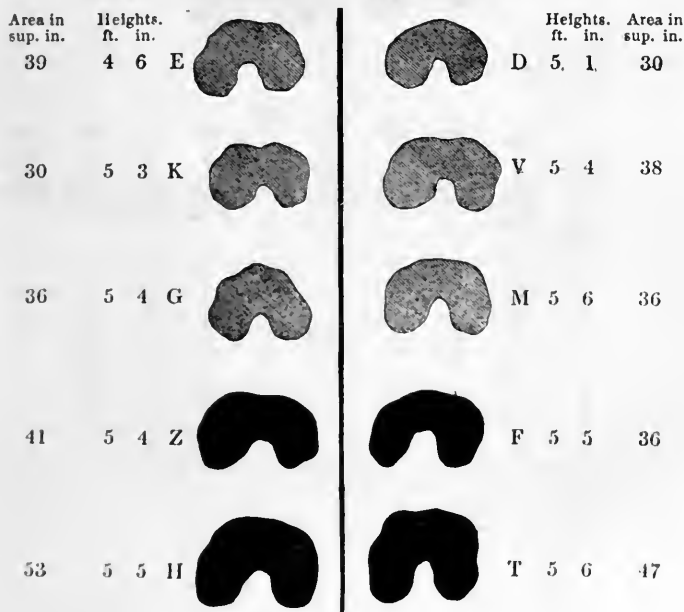 Area in Heights. Heights. Area in
sup. in. ft. in. ft. in. sup. in.
39 4 6 E D 5. 1. 30
30 5 3 K V 5 4 38
36 5 4 G M 5 6 36
41 5 4 Z F 5 5 36
53 5 5 H T 5 6 47